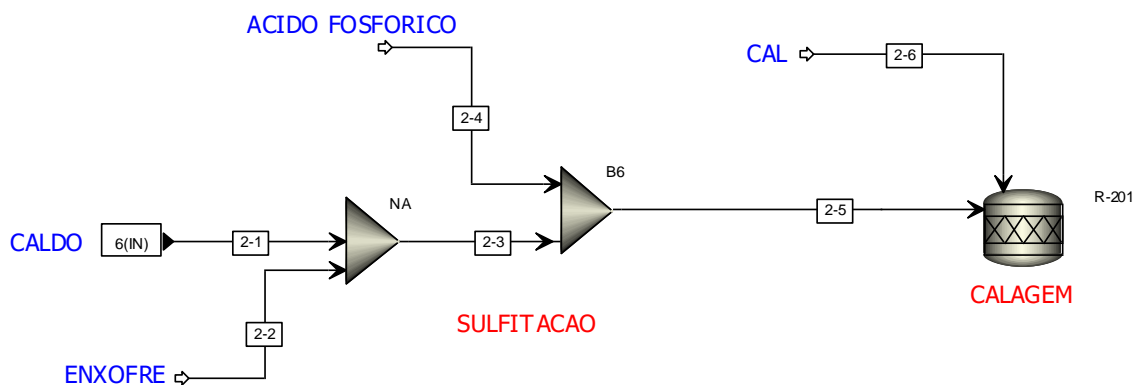 ACIDO FOSFORICO
CAL
2-6
2-4
B6
NA
R-201
2-5
CALDO
6(IN)
2-1
2-3
CALAGEM
SULFITACAO
2-2
ENXOFRE